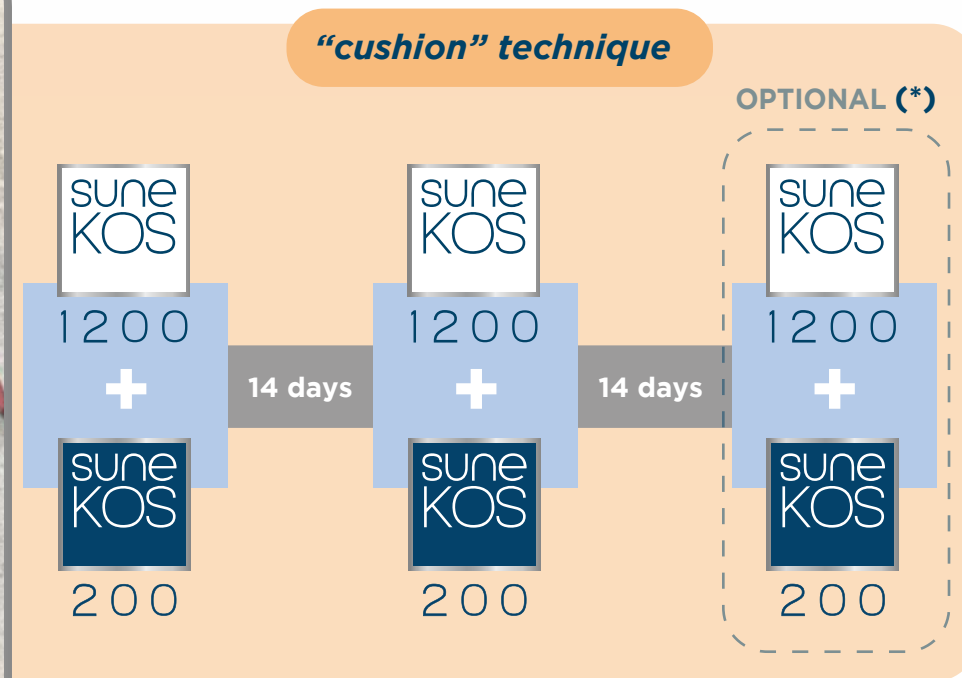 “cushion” technique
OPTIONAL (*)
sune
KOS
1200
+
sune
KOS
200
14 days
sune
KOS
1200
+
sune
KOS
200
14 days
sune
KOS
1200
+
sune
KOS
200